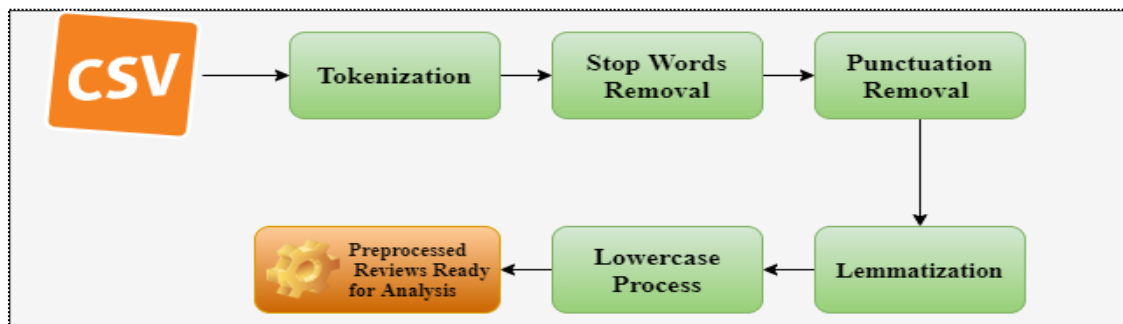 CSV
Tokenization
Stop Words
Removal
Punctuation
Removal
Lemmatization
Lowercase
Process
Preprocessed
Reviews Ready
for Analysis